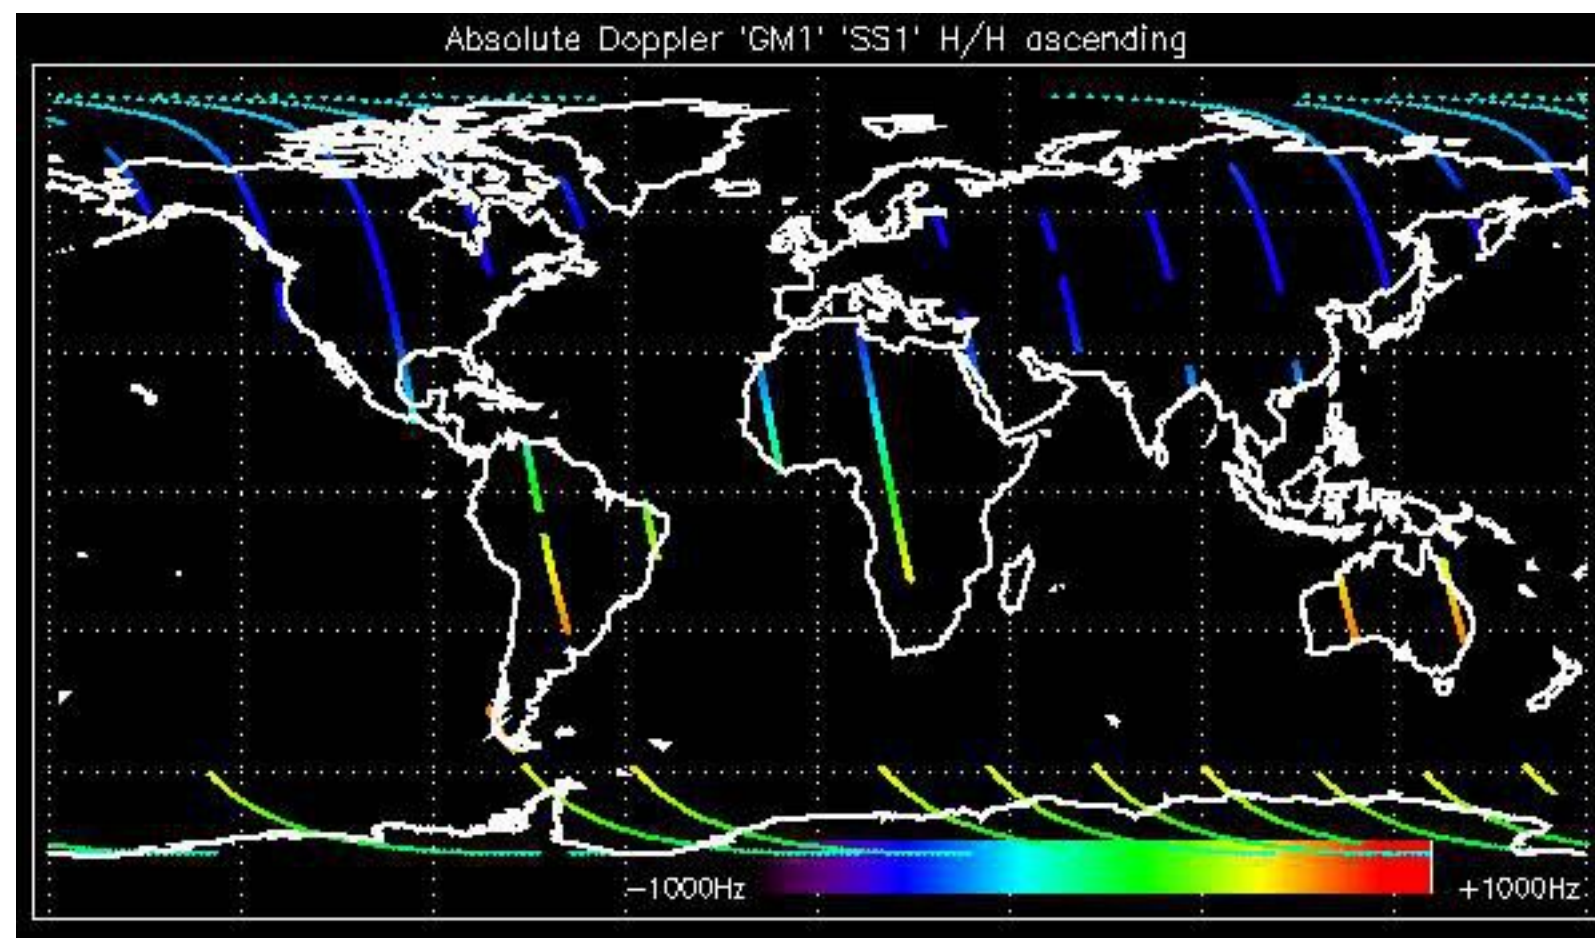 Absolute Doppler 'GM1' 'SS1' H/H ascending
−1000Hz
+1000Hz